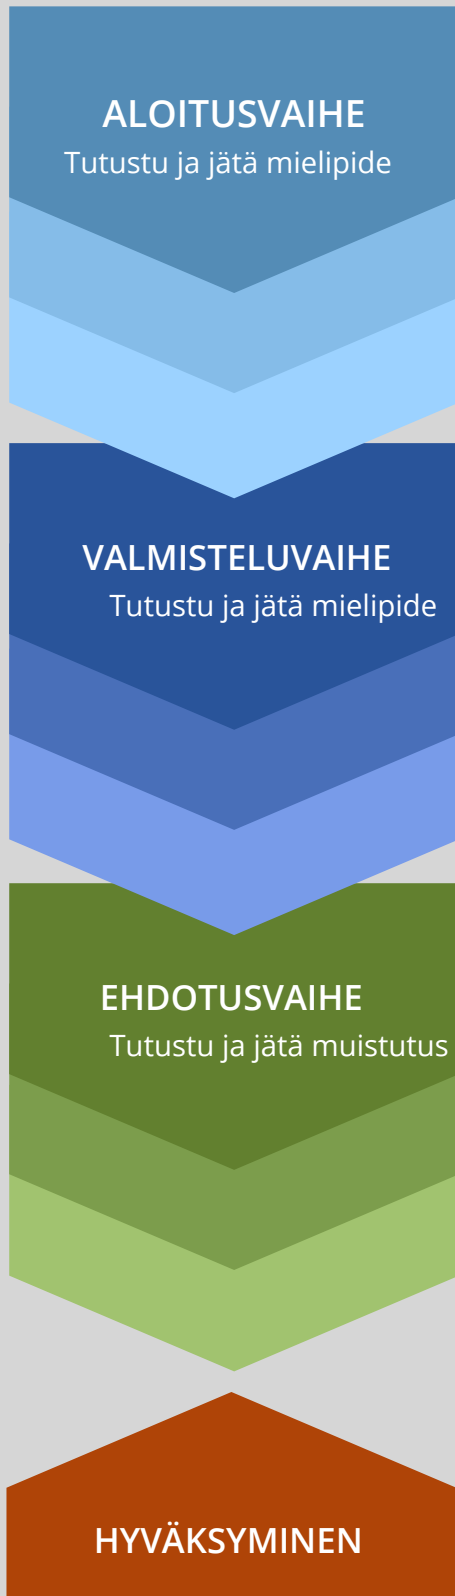 ALOITUSVAIHE
Tutustu ja jätä mielipide
VALMISTELUVAIHE
Tutustu ja jätä mielipide
EHDOTUSVAIHE
Tutustu ja jätä muistutus
HYVÄKSYMINEN